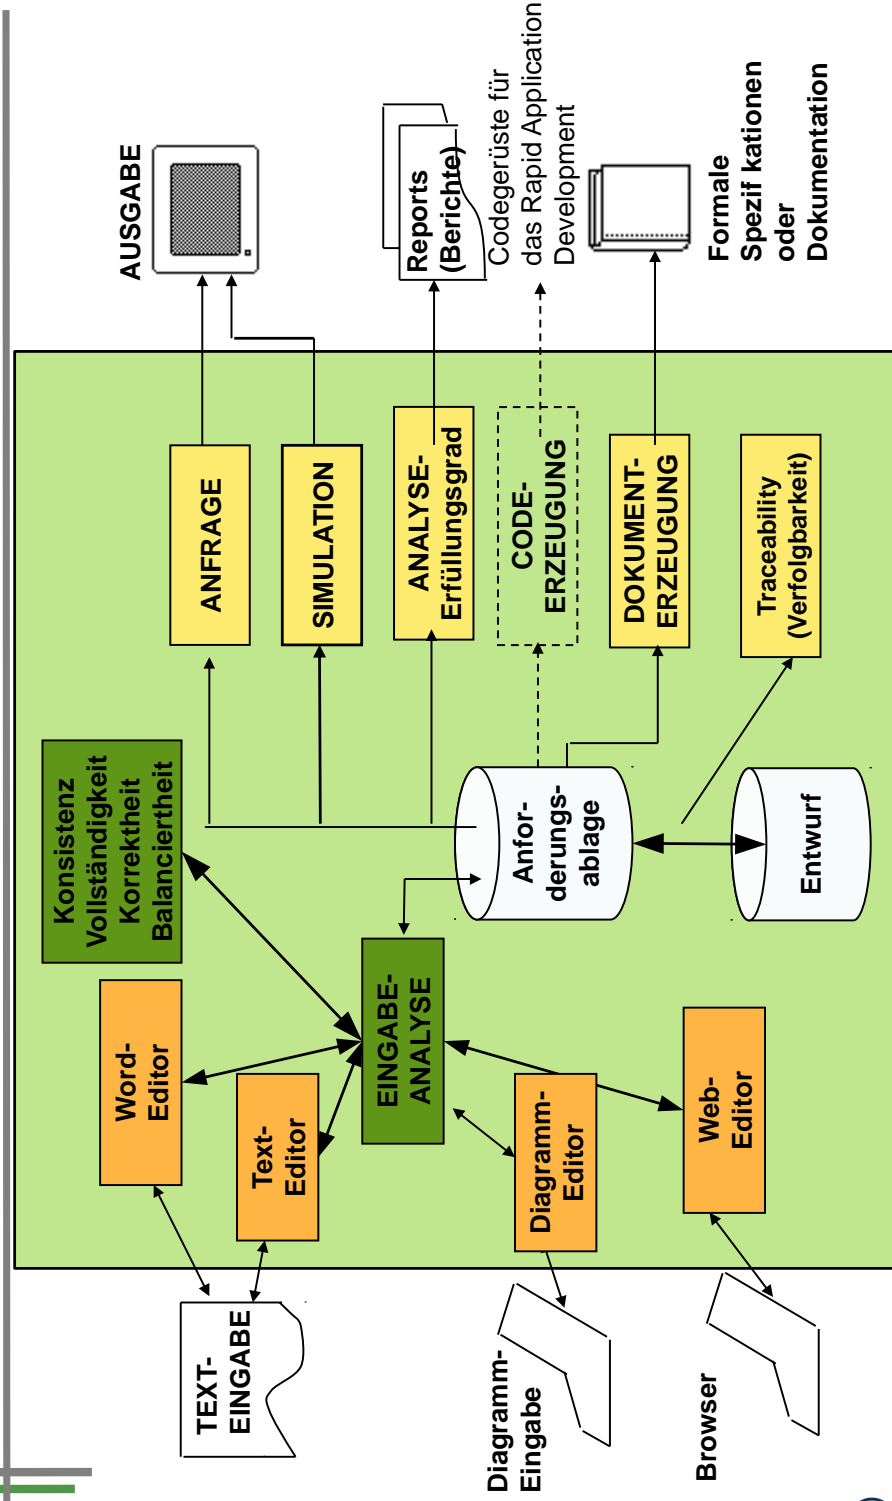 TEXT-
EINGABE
Diagramm-
Eingabe
Browser
Word-
Editor
Text-
Editor
Diagramm-
Editor
Web-
Editor
Konsistenz
Vollständigkeit
Korrektheit
Balanciertheit
EINGABE-
ANALYSE
Anfor-
derungs-
ablage
Entwurf
ANFRAGE
SIMULATION
ANALYSE-
Erfüllungsgrad
CODE-
ERZEUGUNG
DOKUMENT-
ERZEUGUNG
Traceability
(Verfolgbarkeit)
AUSGABE
Reports
(Berichte)
Codegerüste für
das Rapid Application
Development
Formale
Spezif kationen
oder
Dokumentation